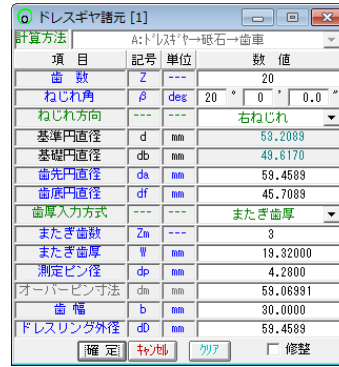 ドレスギヤ諸元 [1]
計算方法 A:ドレスギヤ→砥石→歯車
項 目 記号 単位 数 値
歯 数 Z --- 20
ねじれ角 β deg 20 ° 0 ' 0.0 "
ねじれ方向 --- --- 右ねじれ
基準円直径 d mm 53.2089
基礎円直径 db mm 49.6170
歯先円直径 da mm 59.4589
歯底円直径 df mm 45.7089
歯厚入力方式 --- --- またぎ歯厚
またぎ歯数 Zm --- 3
またぎ歯厚 W mm 19.32000
測定ピン径 dp mm 4.2800
オーバーピン寸法 dm mm 59.06991
歯 幅 b mm 30.0000
ドレスリング外径 dD mm 59.4589
確 定 キャンセル クリア 修整